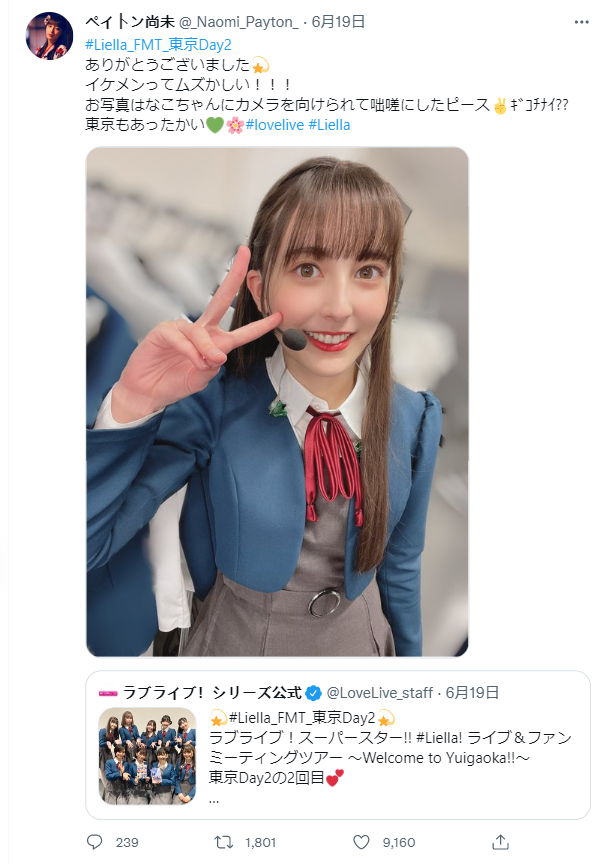 ペイトン尚未 @_Naomi_Payton_ · 6月19日
#Liella_FMT_東京Day2
ありがとうございました💫
イケメンってムズかしい！！！
お写真はなこちゃんにカメラを向けられて咄嗟にしたピース✌ｷﾞｺﾁﾅｲ??
東京もあったかい💚🌸#lovelive #Liella
ラブライブ！シリーズ公式 @LoveLive_staff · 6月19日
💫#Liella_FMT_東京Day2💫
ラブライブ！スーパースター!! #Liella! ライブ＆ファン
ミーティングツアー ～Welcome to Yuigaoka!!～
東京Day2の2回目💕
...
239 1,801 9,160